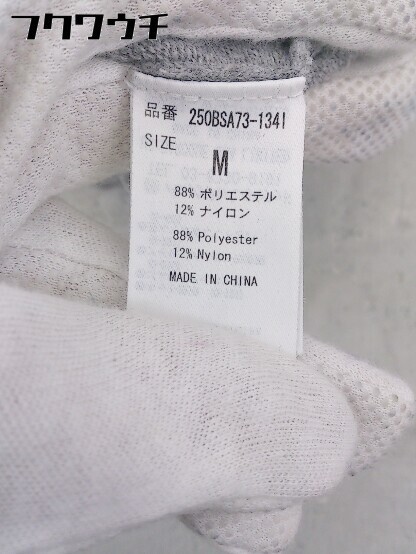 フクワウチ
品番 250BSA73-1341
SIZE
M
88% ポリエステル
12% ナイロン
88% Polyester
12% Nylon
MADE IN CHINA